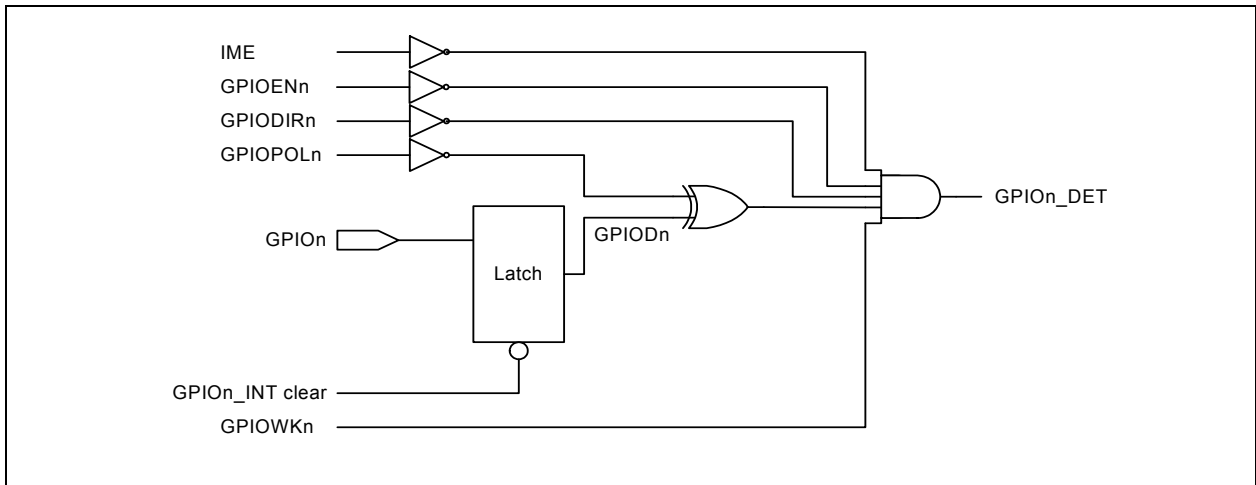 IME
GPIOENn
GPIODIRn
GPIOPOLn
GPIOn_DET
GPIODn
GPIOn
Latch
GPIOn_INT clear
GPIOWKn